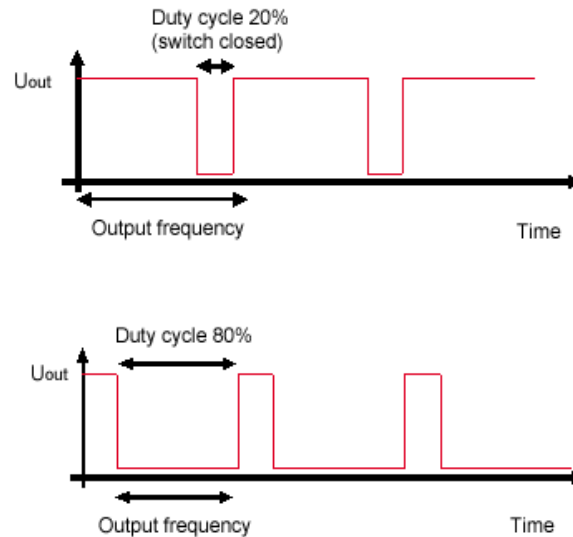 Duty cycle 20%
(switch closed)
Uout
Output frequency
Time
Duty cycle 80%
Uout
Output frequency
Time